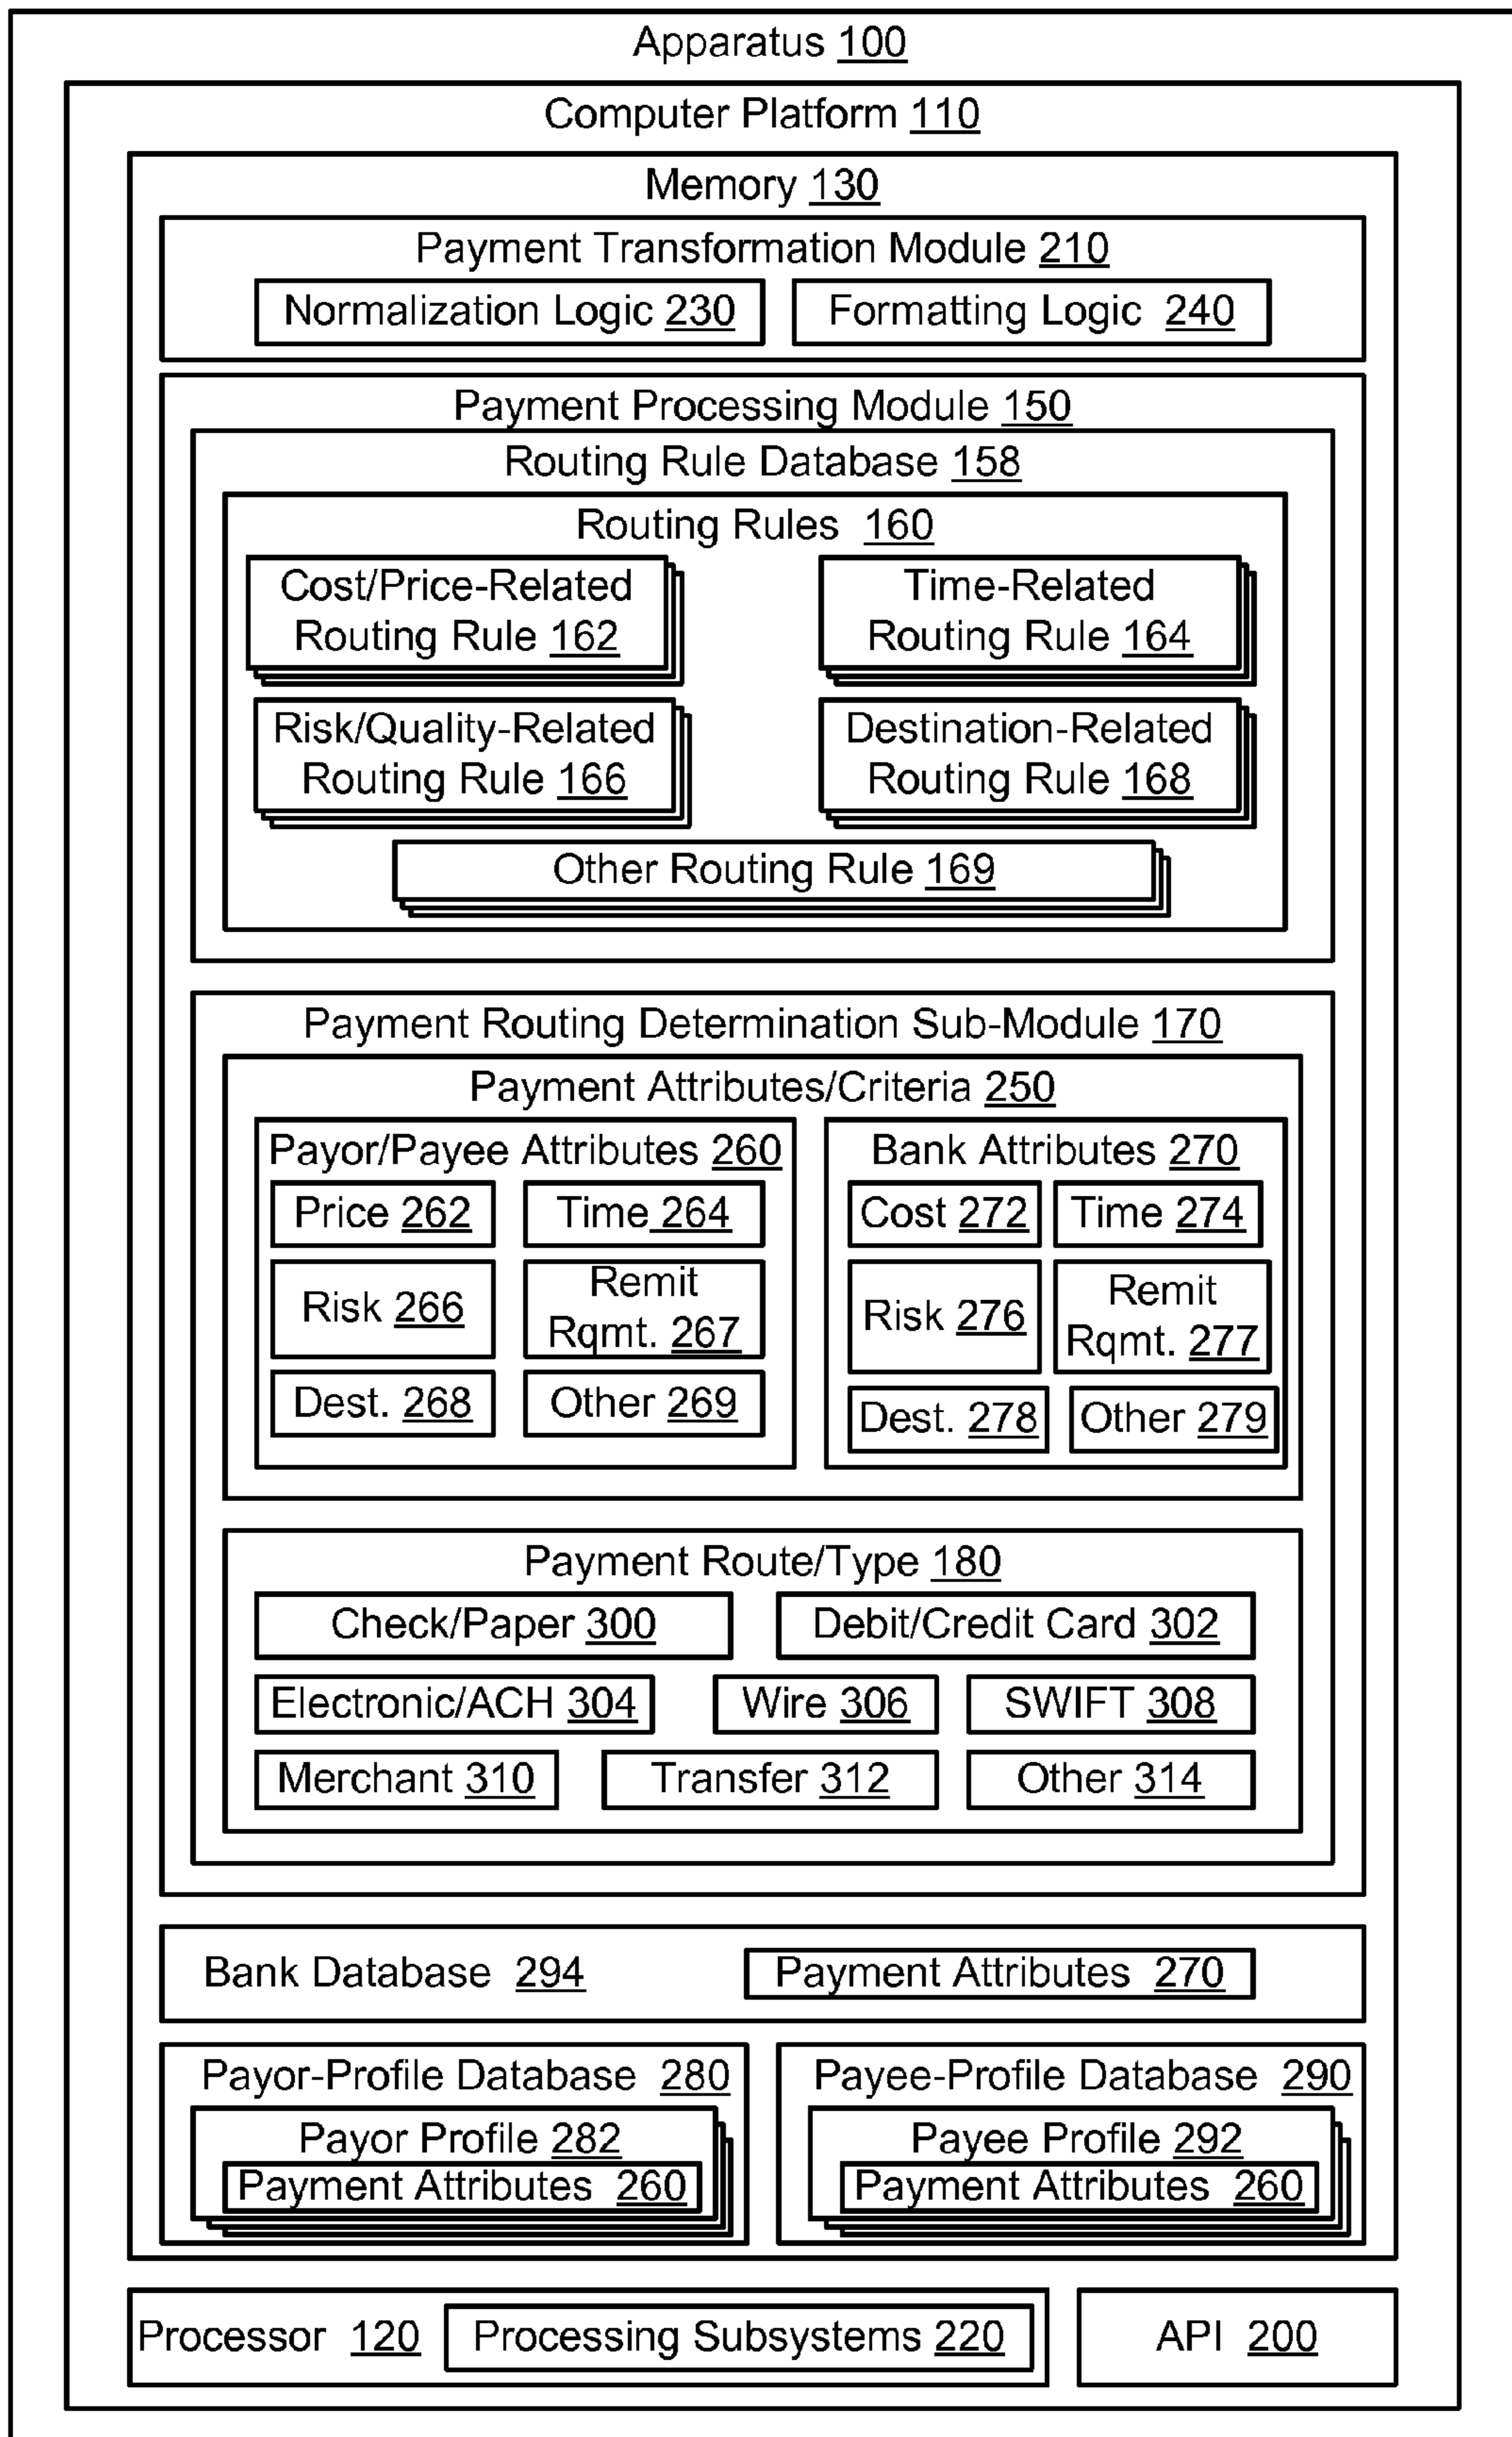 Apparatus 100
Computer Platform 110
Memory 130
Payment Transformation Module 210
Normalization Logic 230
Formatting Logic 240
Payment Processing Module 150
Routing Rule Database 158
Routing Rules 160
Cost/Price-Related
Routing Rule 162
Time-Related
Routing Rule 164
Risk/Quality-Related
Routing Rule 166
Destination-Related
Routing Rule 168
Other Routing Rule 169
Payment Routing Determination Sub-Module 170
Payment Attributes/Criteria 250
Payor/Payee Attributes 260
Price 262
Time 264
Risk 266
Remit
Rqmt. 267
Dest. 268
Other 269
Bank Attributes 270
Cost 272
Time 274
Risk 276
Remit
Rqmt. 277
Dest. 278
Other 279
Payment Route/Type 180
Check/Paper 300
Debit/Credit Card 302
Electronic/ACH 304
Wire 306
SWIFT 308
Merchant 310
Transfer 312
Other 314
Bank Database 294
Payment Attributes 270
Payor-Profile Database 280
Payor Profile 282
Payment Attributes 260
Payee-Profile Database 290
Payee Profile 292
Payment Attributes 260
Processor 120
Processing Subsystems 220
API 200